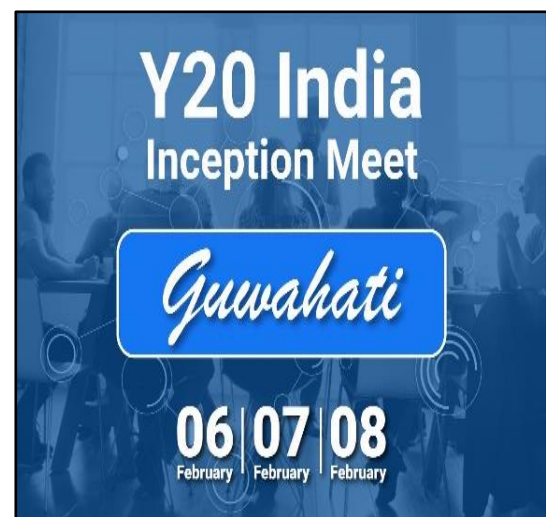 Y20 India
Inception Meet
Guwahati
06 | 07 | 08
February | February | February